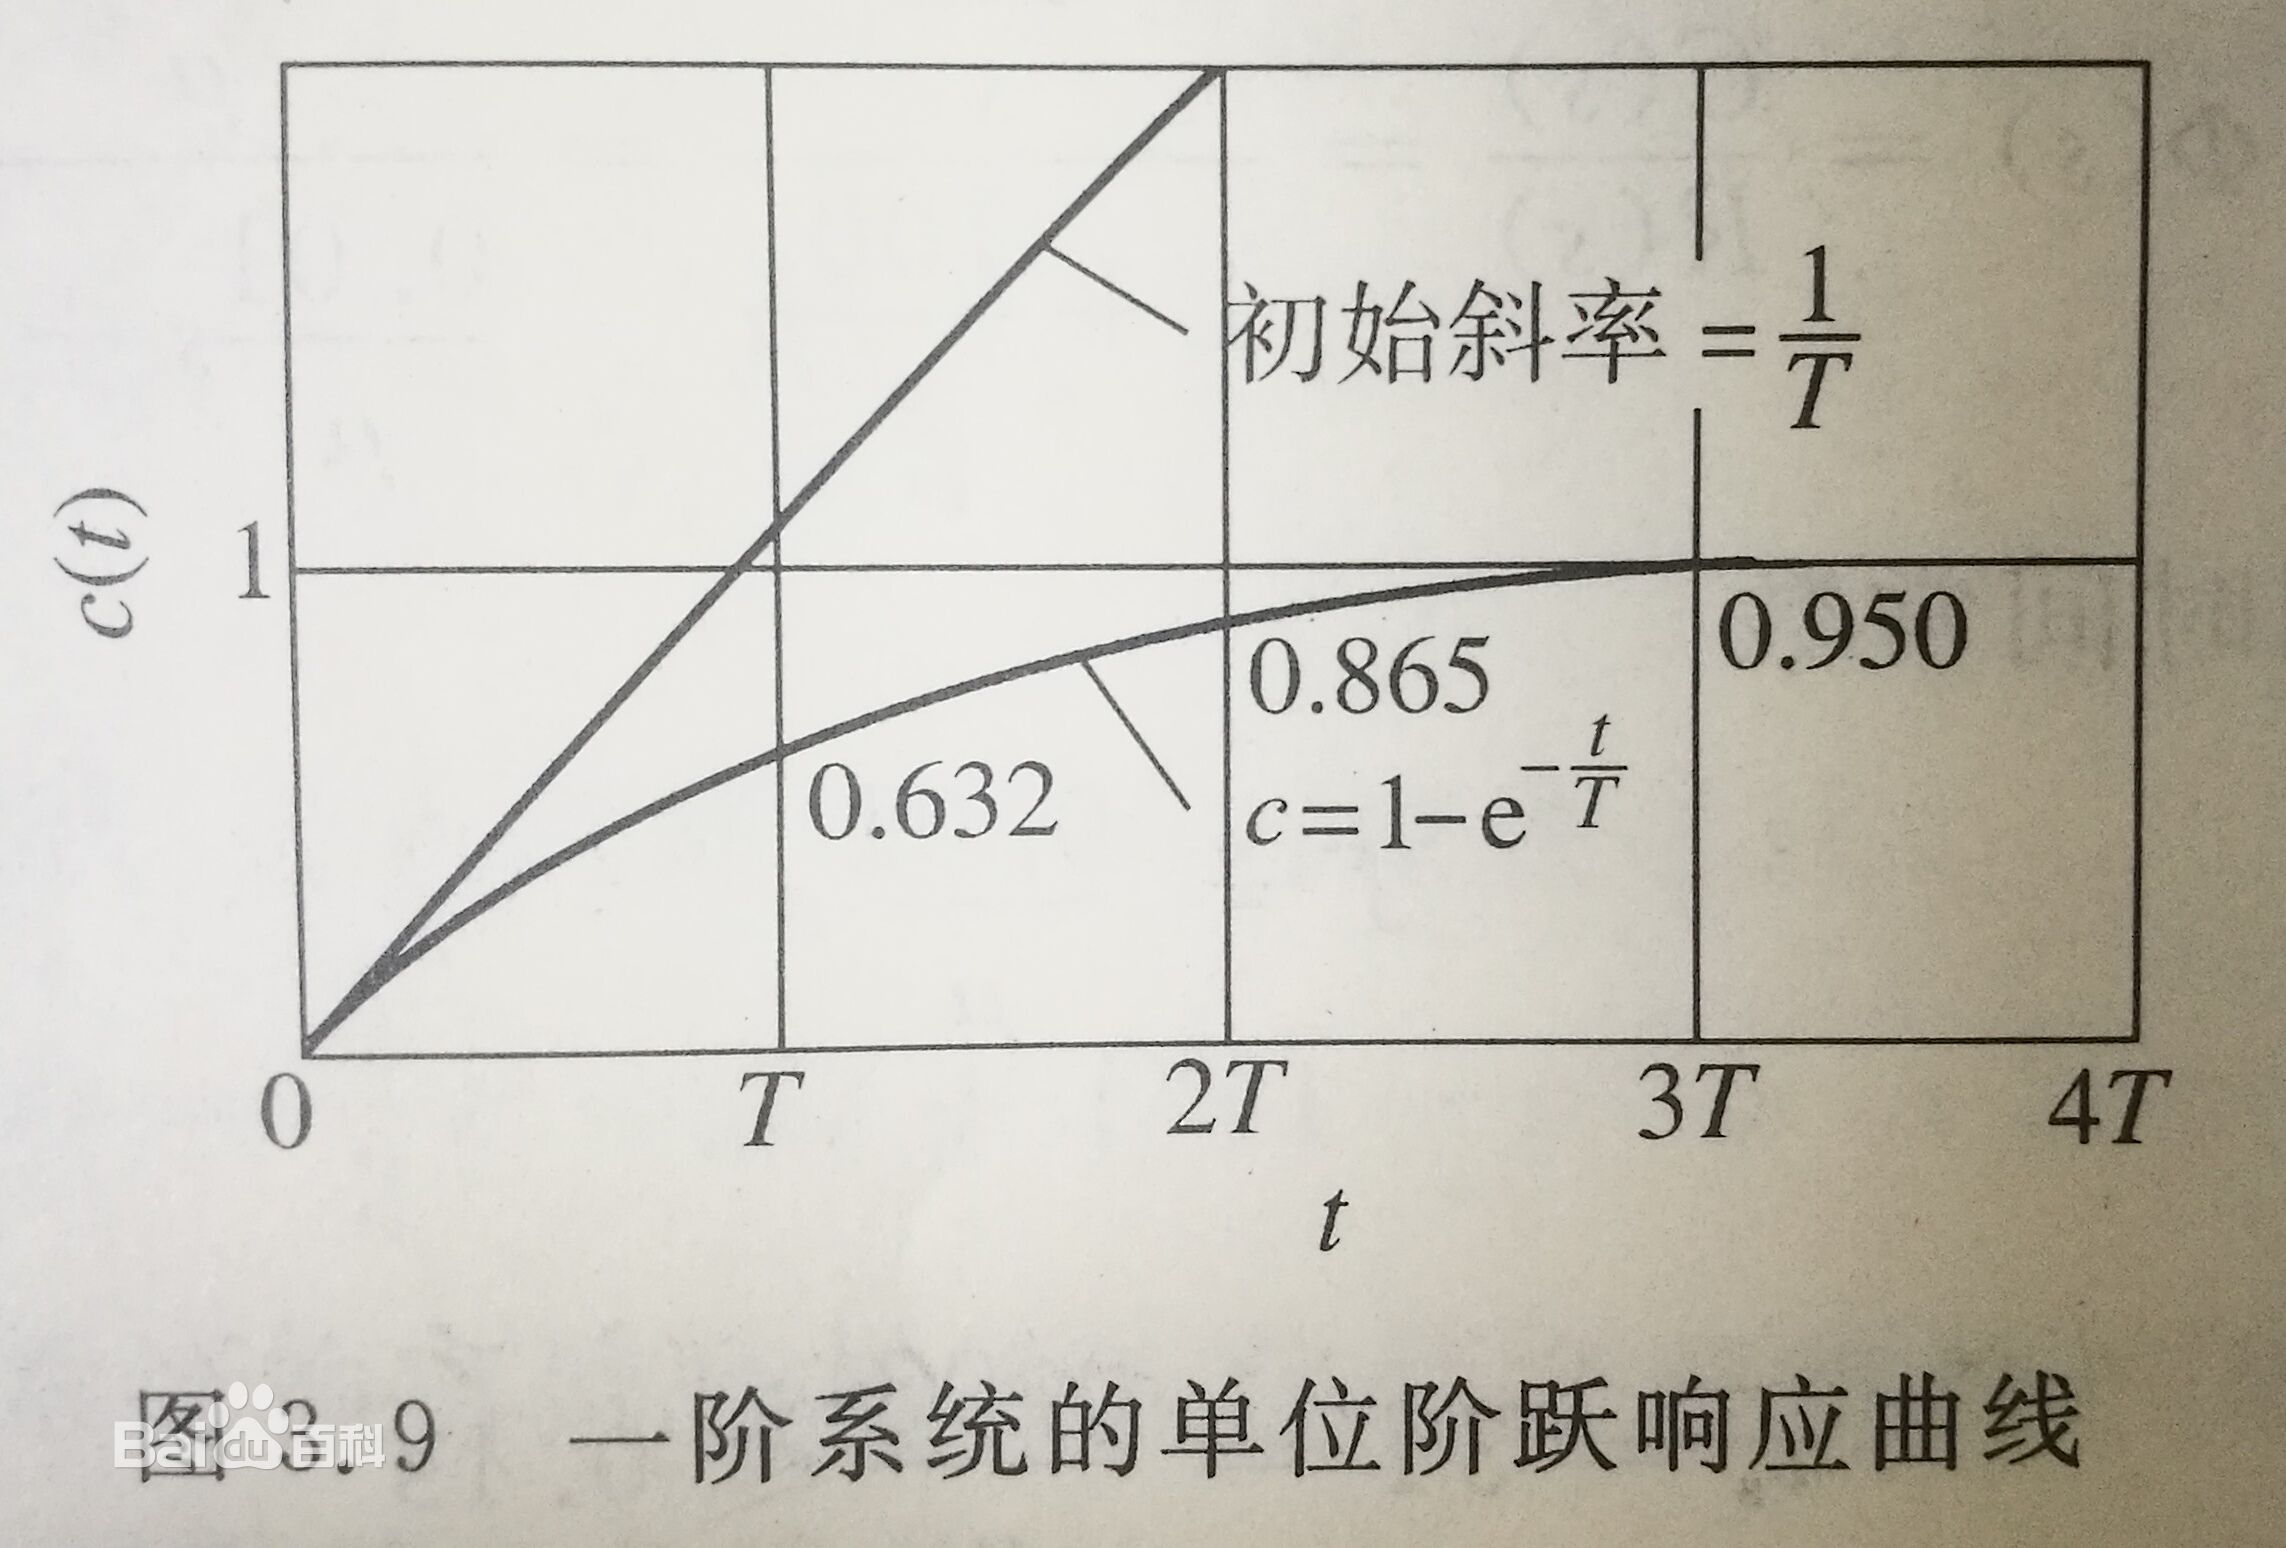 初始斜率 = 1/T
c(t)
1
0.950
0.865
0.632
c=1-e^{-t/T}
0 T 2T 3T 4T
t
图 3.9 一阶系统的单位阶跃响应曲线
Baidu百科